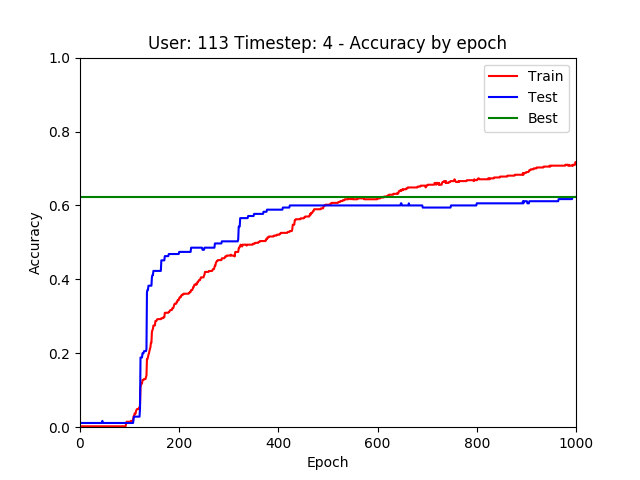 User: 113 Timestep: 4 - Accuracy by epoch
1.0
0.8
0.6
0.4
0.2
0.0
Accuracy
Train
Test
Best
0 200 400 600 800 1000
Epoch